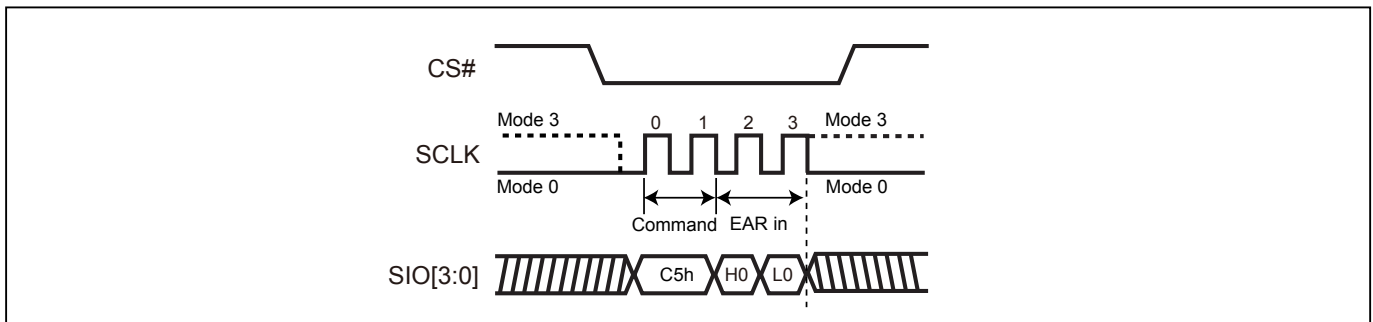 CS#
Mode 3 0 1 2 3 Mode 3
SCLK
Mode 0 Mode 0
Command EAR in
SIO[3:0] C5h H0 L0